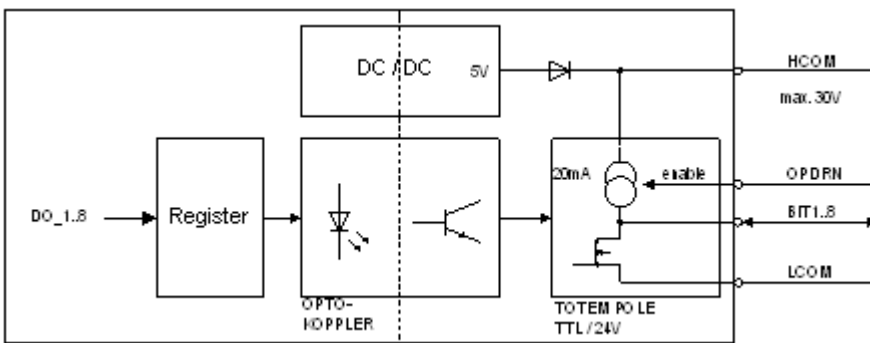 DC / DC
5V
HCOM
max. 30V
20mA
enable
OPDRN
DO_1..8
Register
BIT1..8
LCOM
OPTO-
KOPPLER
TOTEM POLE
TTL / 24V